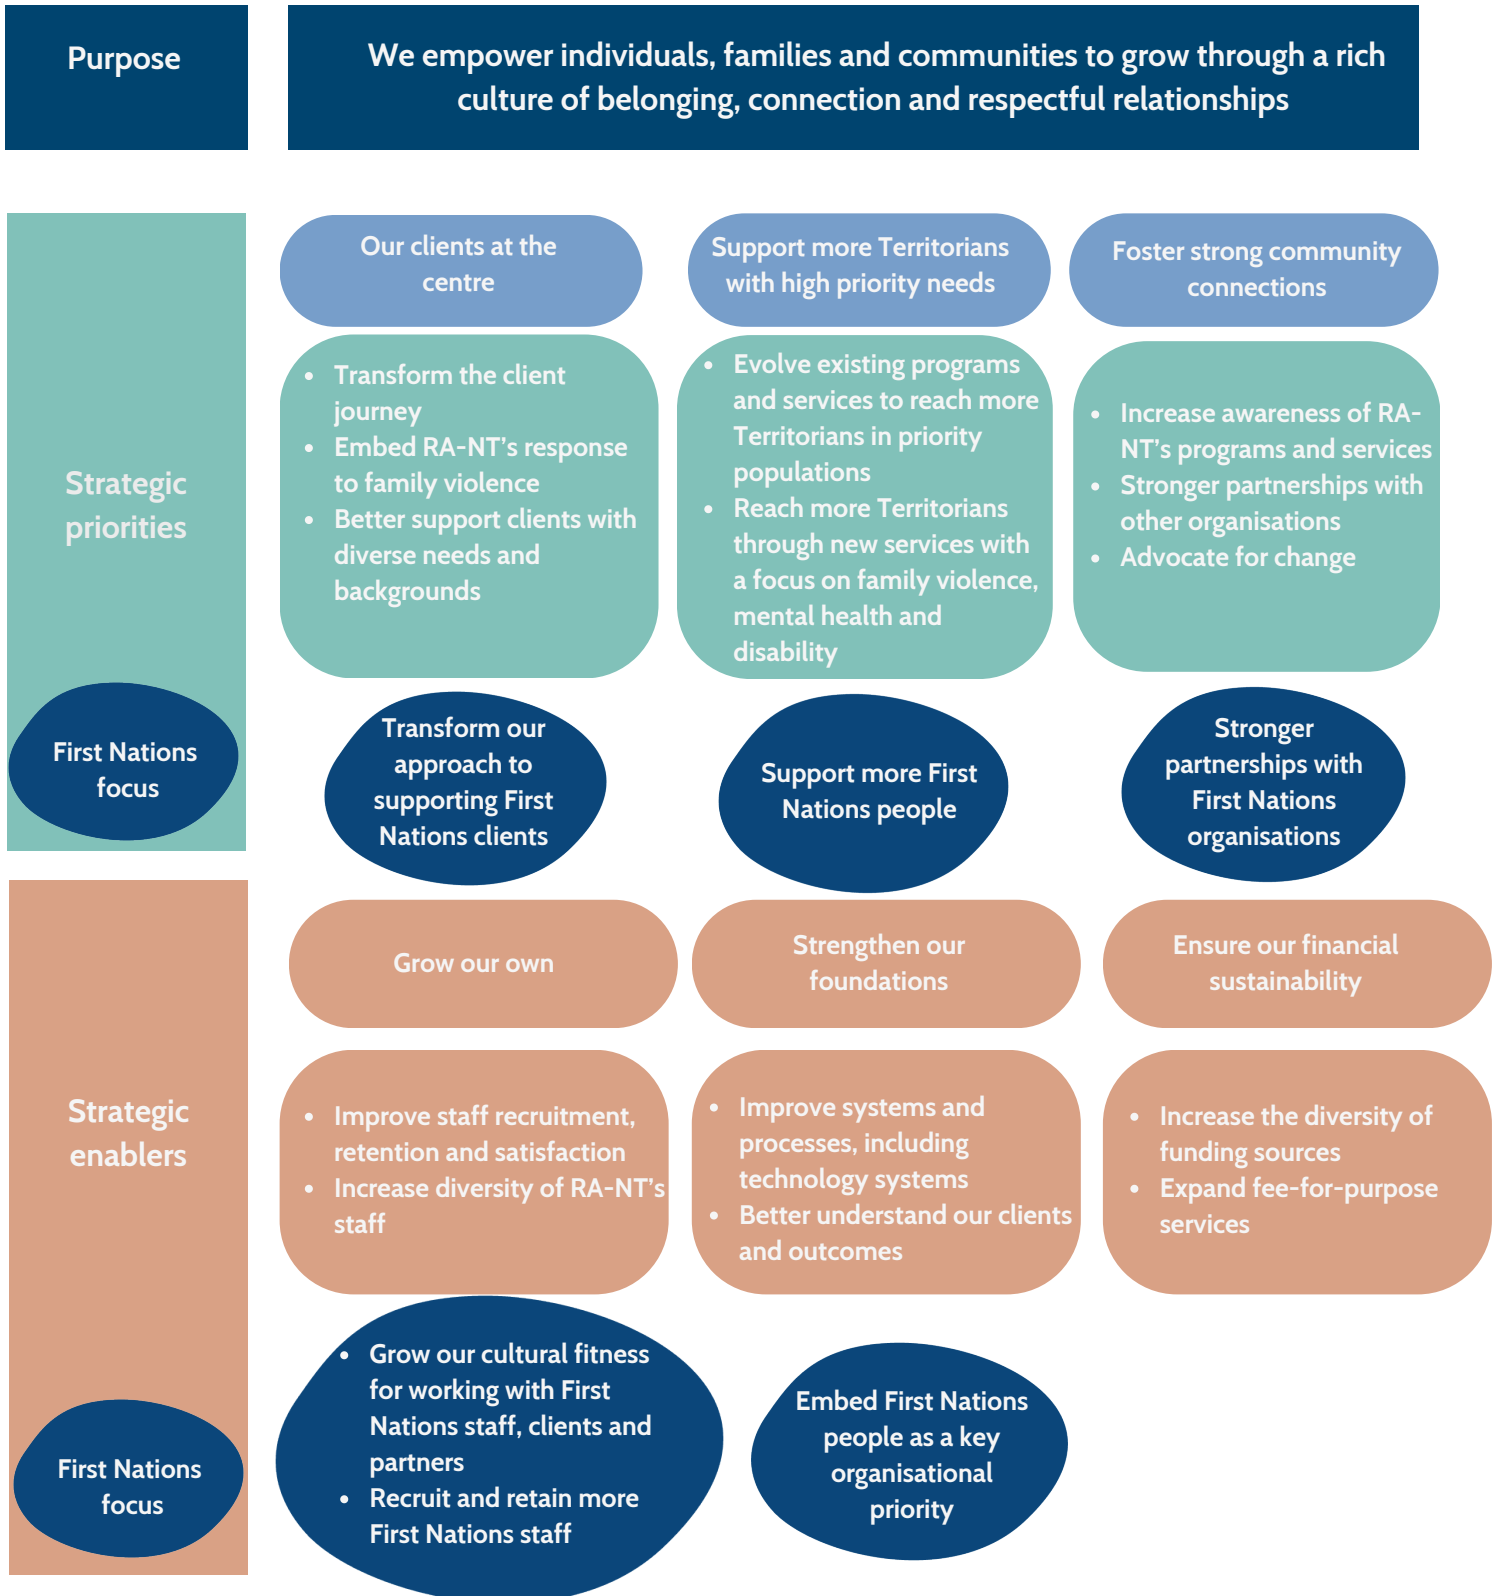 Purpose
We empower individuals, families and communities to grow through a rich
culture of belonging, connection and respectful relationships
Strategic
priorities
Our clients at the
centre
Support more Territorians
with high priority needs
Foster strong community
connections
• Transform the client
journey
• Embed RA-NT’s response
to family violence
• Better support clients with
diverse needs and
backgrounds
• Evolve existing programs
and services to reach more
Territorians in priority
populations
• Reach more Territorians
through new services with
a focus on family violence,
mental health and
disability
• Increase awareness of RA-
NT’s programs and services
• Stronger partnerships with
other organisations
• Advocate for change
First Nations
focus
Transform our
approach to
supporting First
Nations clients
Support more First
Nations people
Stronger
partnerships with
First Nations
organisations
Strategic
enablers
Grow our own
Strengthen our
foundations
Ensure our financial
sustainability
• Improve staff recruitment,
retention and satisfaction
• Increase diversity of RA-NT’s
staff
• Improve systems and
processes, including
technology systems
• Better understand our clients
and outcomes
• Increase the diversity of
funding sources
• Expand fee-for-purpose
services
First Nations
focus
• Grow our cultural fitness
for working with First
Nations staff, clients and
partners
• Recruit and retain more
First Nations staff
Embed First Nations
people as a key
organisational
priority